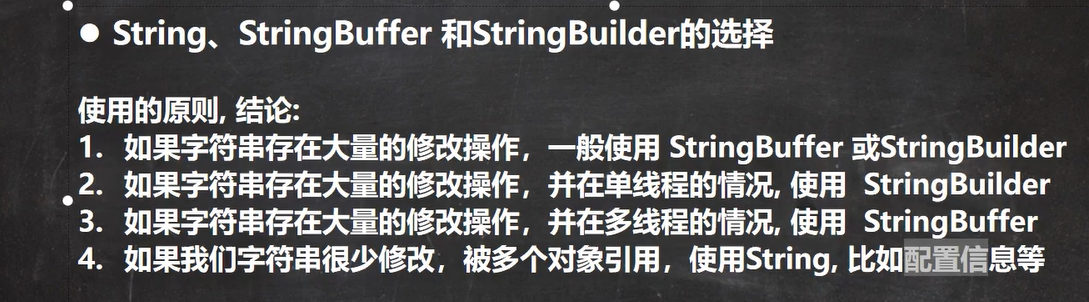 ● String、StringBuffer 和StringBuilder的选择
使用的原则, 结论:
1. 如果字符串存在大量的修改操作，一般使用 StringBuffer 或StringBuilder
2. 如果字符串存在大量的修改操作，并在单线程的情况, 使用 StringBuilder
3. 如果字符串存在大量的修改操作，并在多线程的情况, 使用 StringBuffer
4. 如果我们字符串很少修改，被多个对象引用，使用String, 比如配置信息等